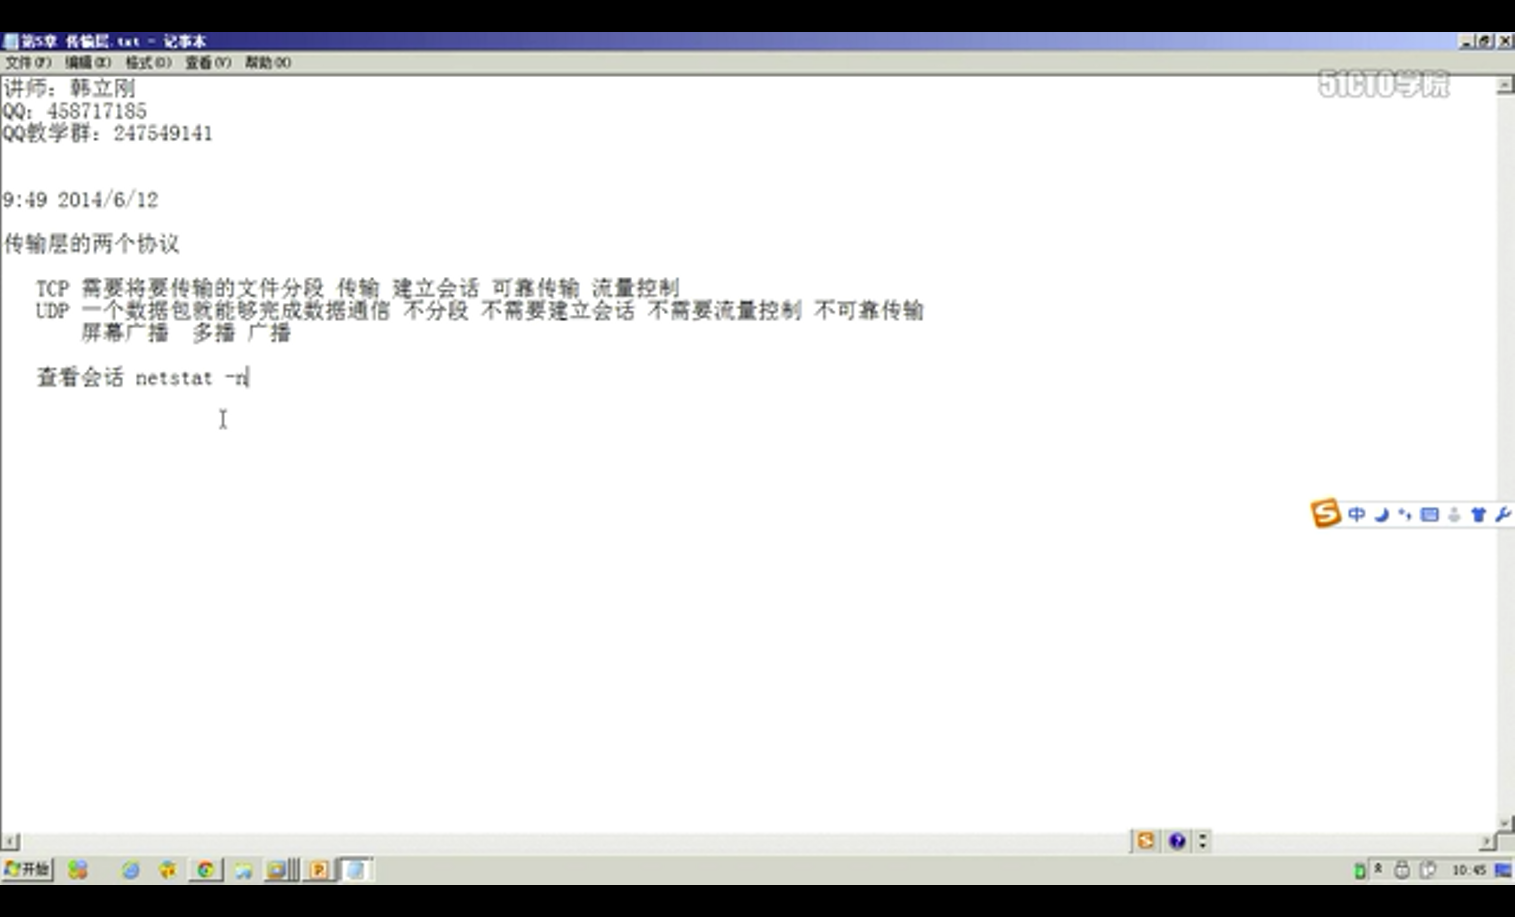 第5章 传输层.txt - 记事本
文件(F) 编辑(E) 格式(O) 查看(V) 帮助(H)
51CTO学院
讲师：韩立刚
QQ：458717185
QQ教学群：247549141
9:49 2014/6/12
传输层的两个协议
TCP 需要将要传输的文件分段 传输 建立会话 可靠传输 流量控制
UDP 一个数据包就能够完成数据通信 不分段 不需要建立会话 不需要流量控制 不可靠传输
屏幕广播 多播 广播
查看会话 netstat -n
中
开始
10:45